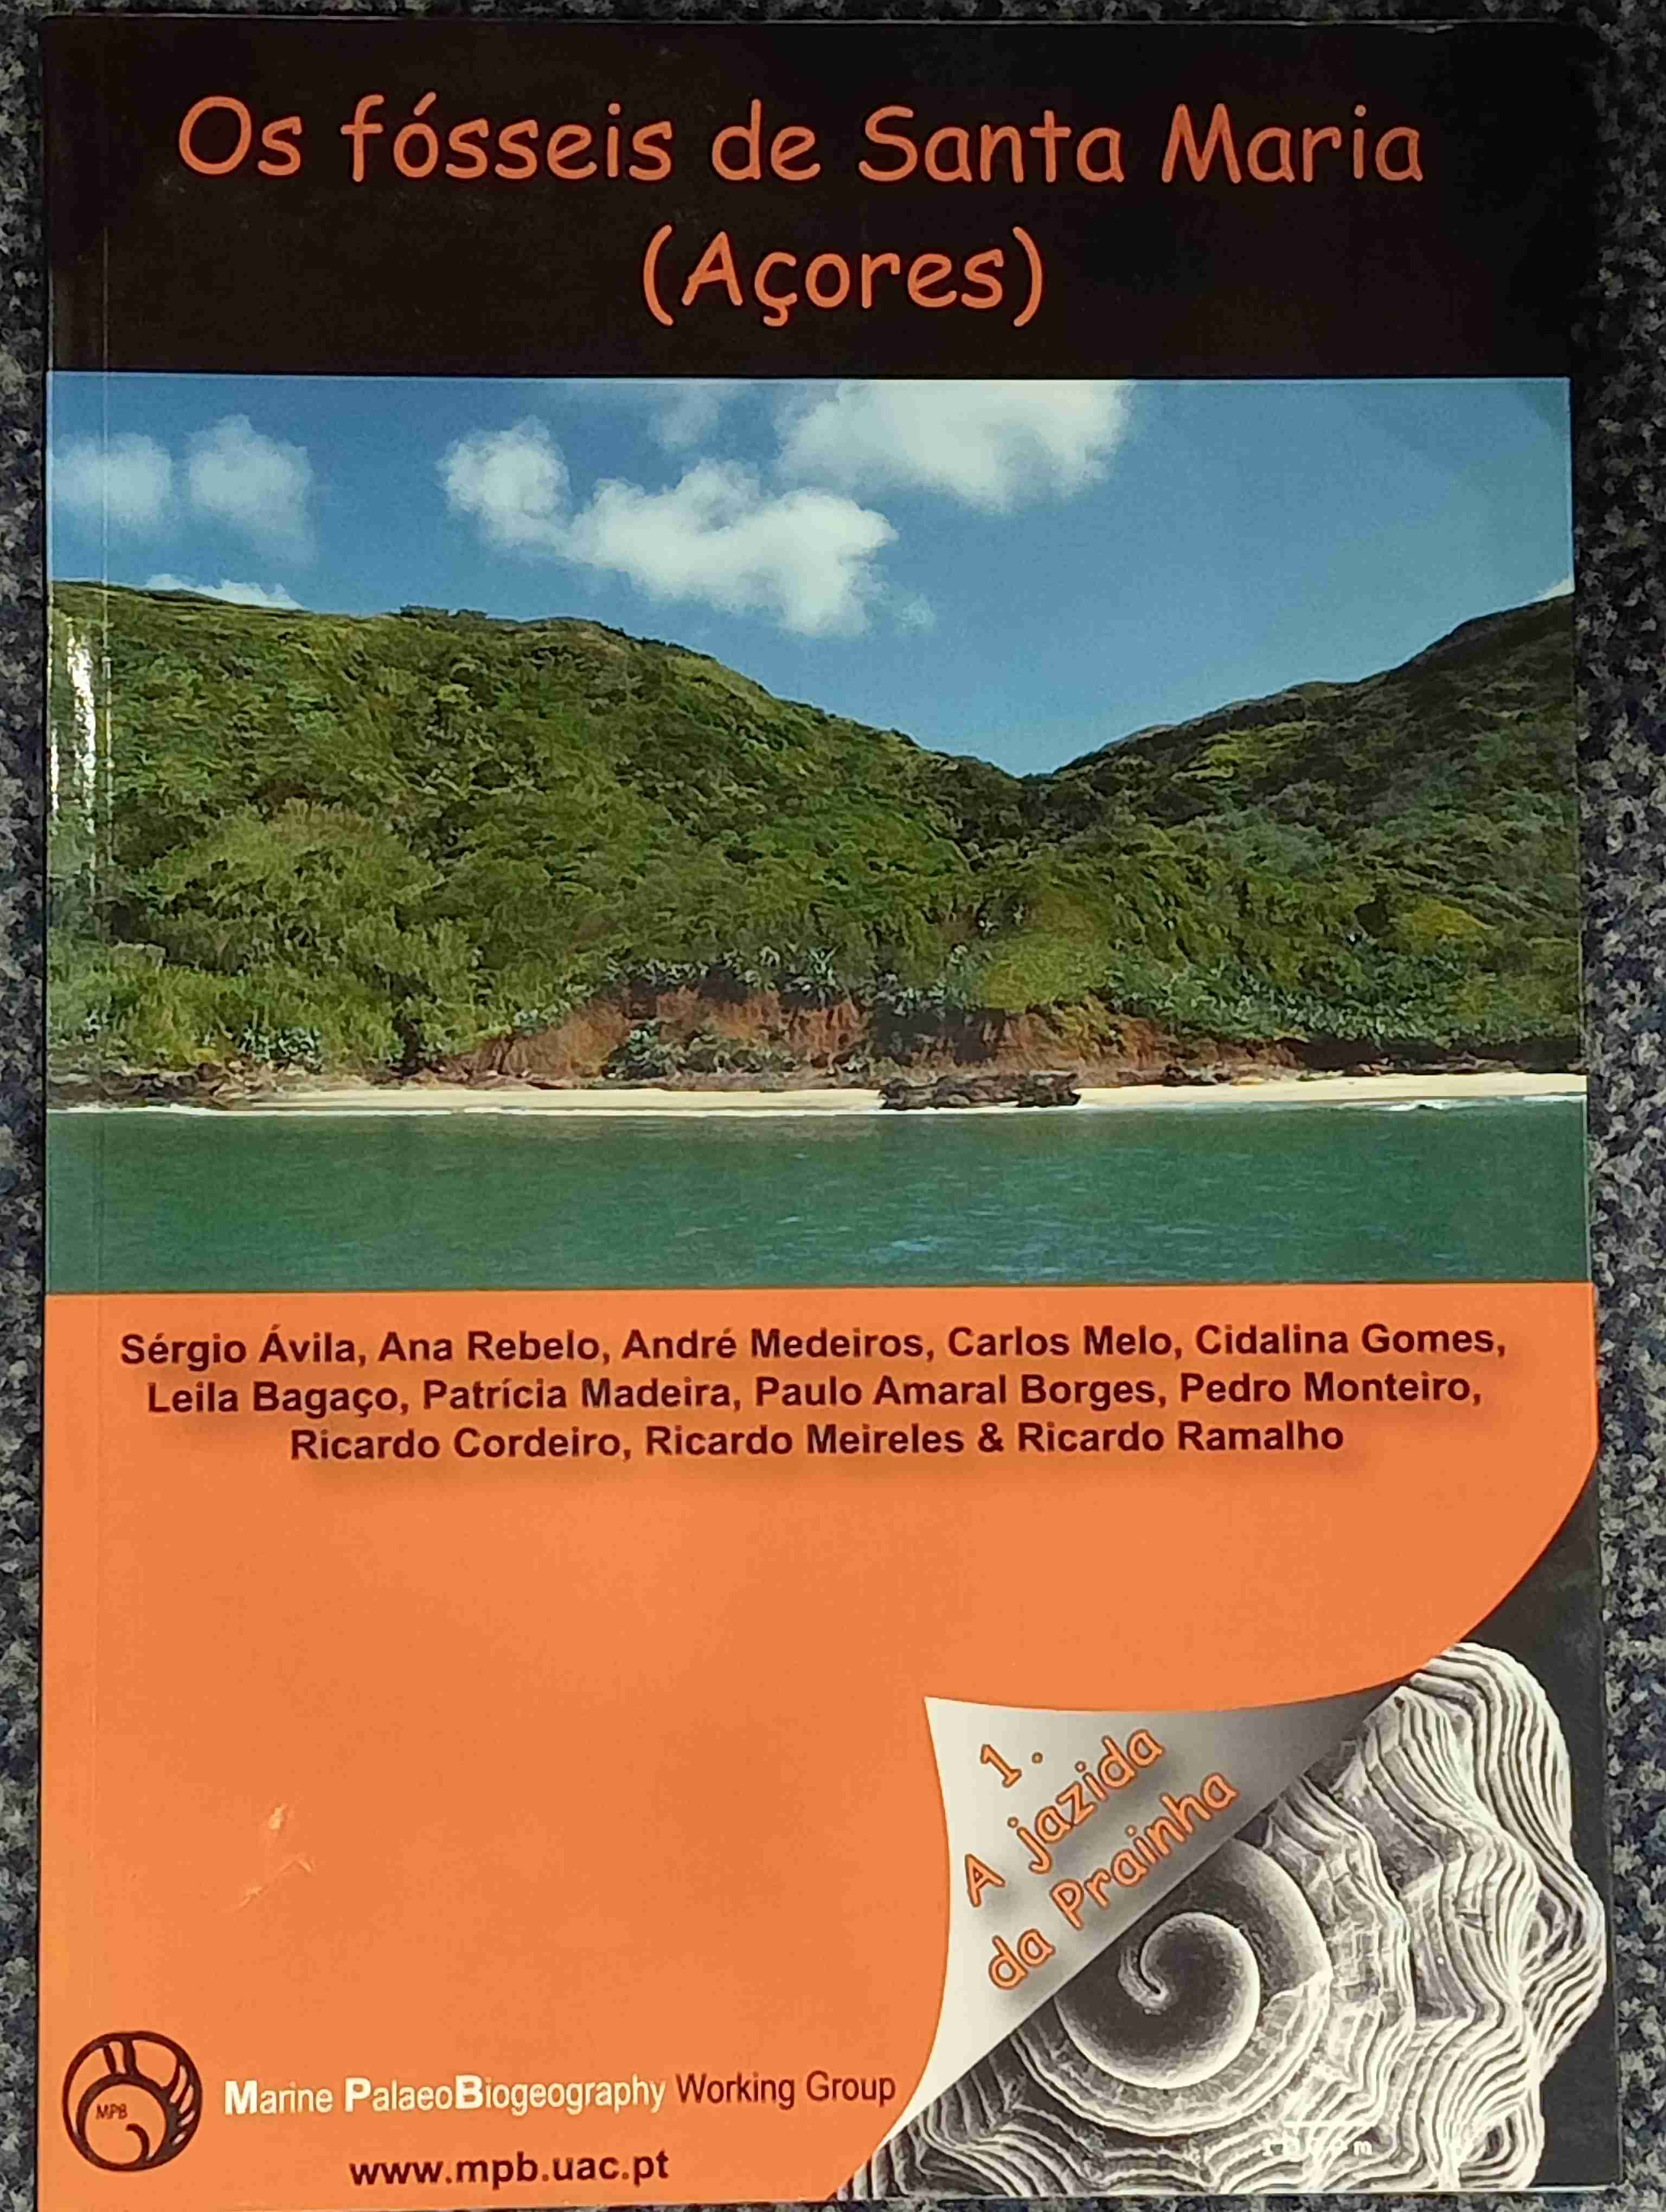 Os fósseis de Santa Maria
(Açores)
Sérgio Ávila, Ana Rebelo, André Medeiros, Carlos Melo, Cidalina Gomes,
Leila Bagaço, Patrícia Madeira, Paulo Amaral Borges, Pedro Monteiro,
Ricardo Cordeiro, Ricardo Meireles & Ricardo Ramalho
1.
A jazida
da Prainha
MPB
Marine PalaeoBiogeography Working Group
www.mpb.uac.pt